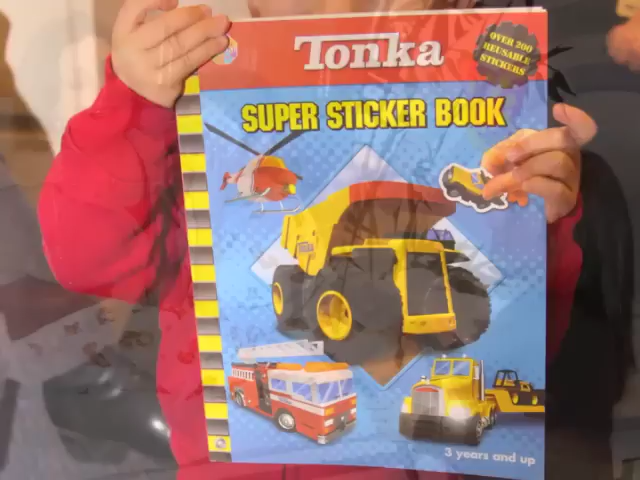 Tonka
OVER 200
REUSABLE
STICKERS
SUPER STICKER BOOK
3 years and up